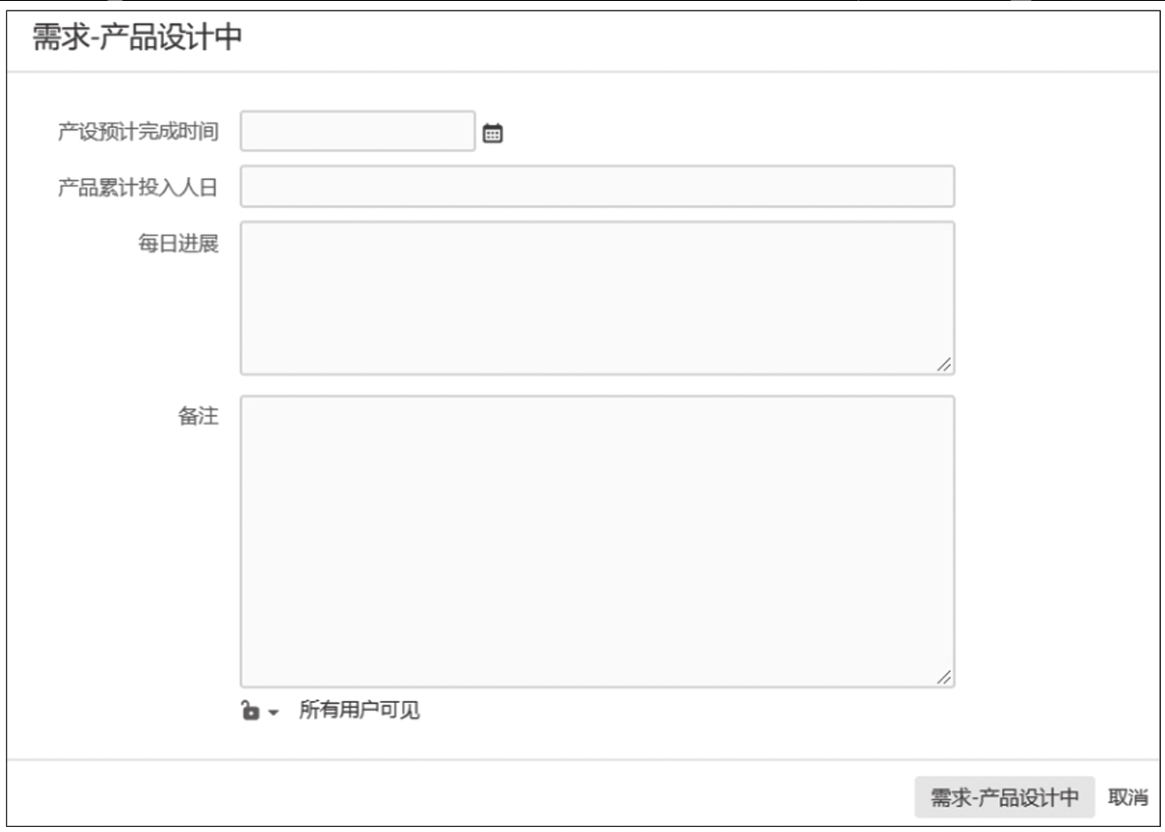 需求-产品设计中
产设预计完成时间
产品累计投入人日
每日进展
备注
所有用户可见
需求-产品设计中 取消